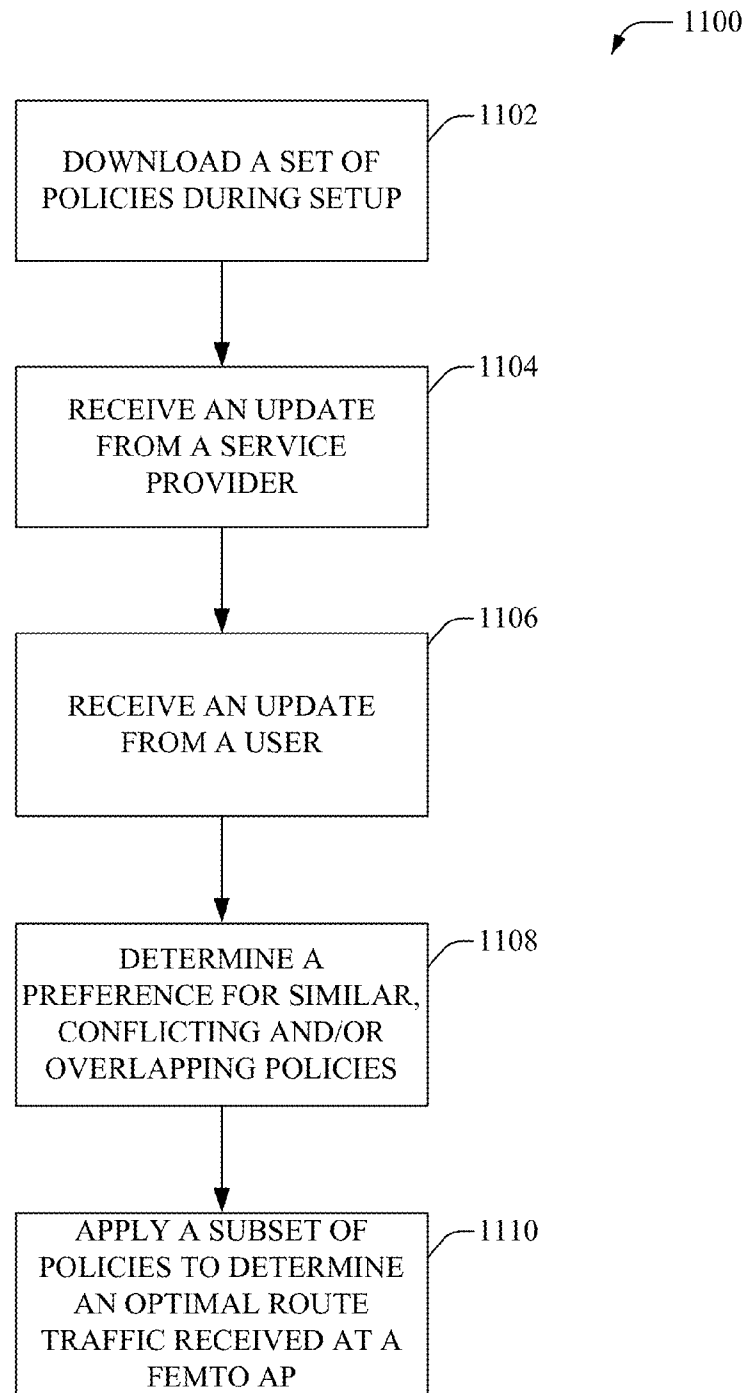 1100
1102
DOWNLOAD A SET OF
POLICIES DURING SETUP
1104
RECEIVE AN UPDATE
FROM A SERVICE
PROVIDER
1106
RECEIVE AN UPDATE
FROM A USER
1108
DETERMINE A
PREFERENCE FOR SIMILAR,
CONFLICTING AND/OR
OVERLAPPING POLICIES
1110
APPLY A SUBSET OF
POLICIES TO DETERMINE
AN OPTIMAL ROUTE
TRAFFIC RECEIVED AT A
FEMTO AP